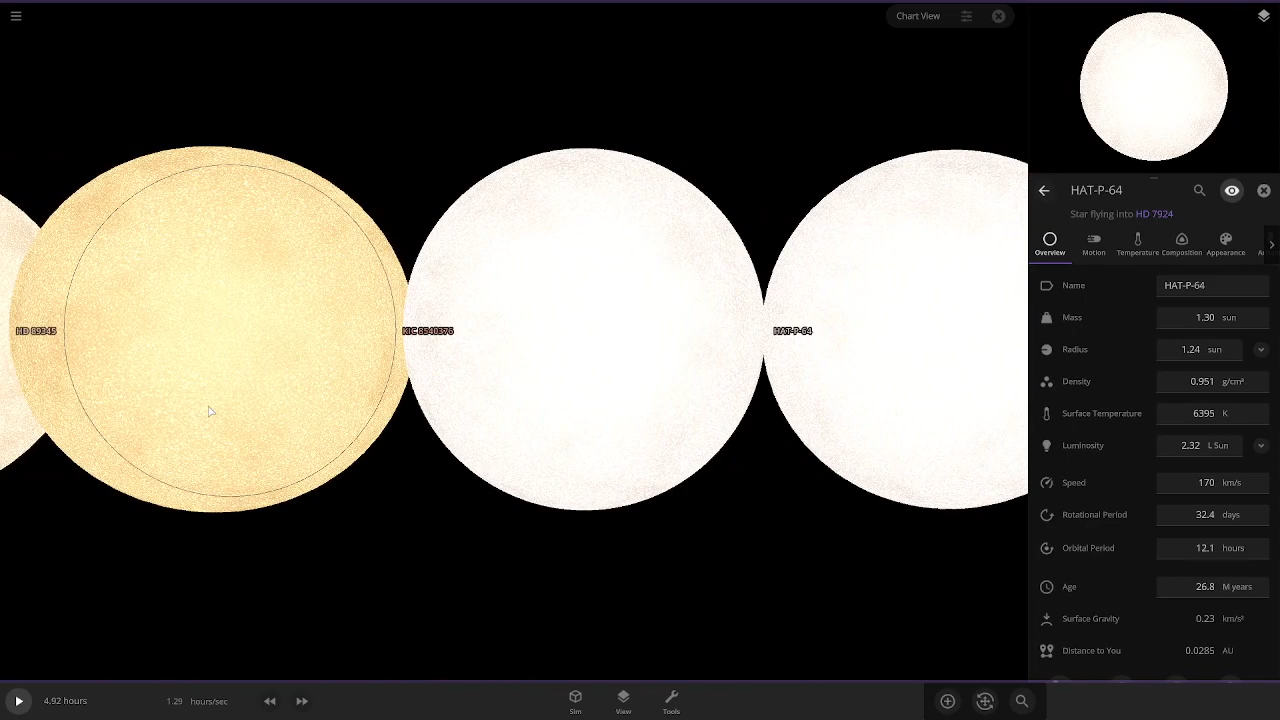 Chart View
HD 89345
KIC 8540376
HAT-P-64
HAT-P-64
Star flying into HD 7924
Overview
Motion
Temperature
Composition
Appearance
Name
HAT-P-64
Mass
1.30 sun
Radius
1.24 sun
Density
0.951 g/cm³
Surface Temperature
6395 K
Luminosity
2.32 L Sun
Speed
170 km/s
Rotational Period
32.4 days
Orbital Period
12.1 hours
Age
26.8 M years
Surface Gravity
0.23 km/s²
Distance to You
0.0285 AU
4.92 hours
1.29 hours/sec
Sim
View
Tools